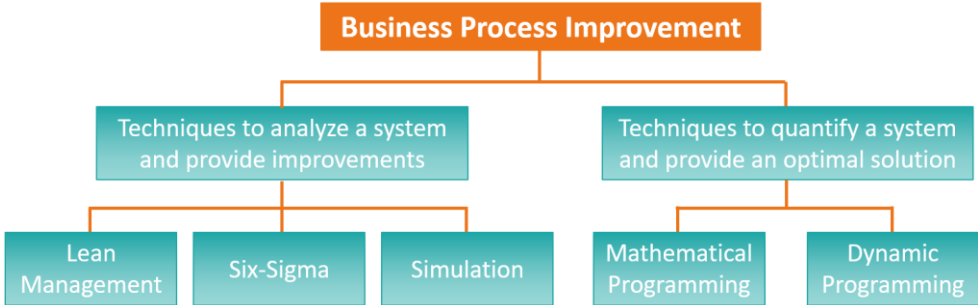 Business Process Improvement
Techniques to analyze a system
and provide improvements
Techniques to quantify a system
and provide an optimal solution
Lean
Management
Six-Sigma
Simulation
Mathematical
Programming
Dynamic
Programming